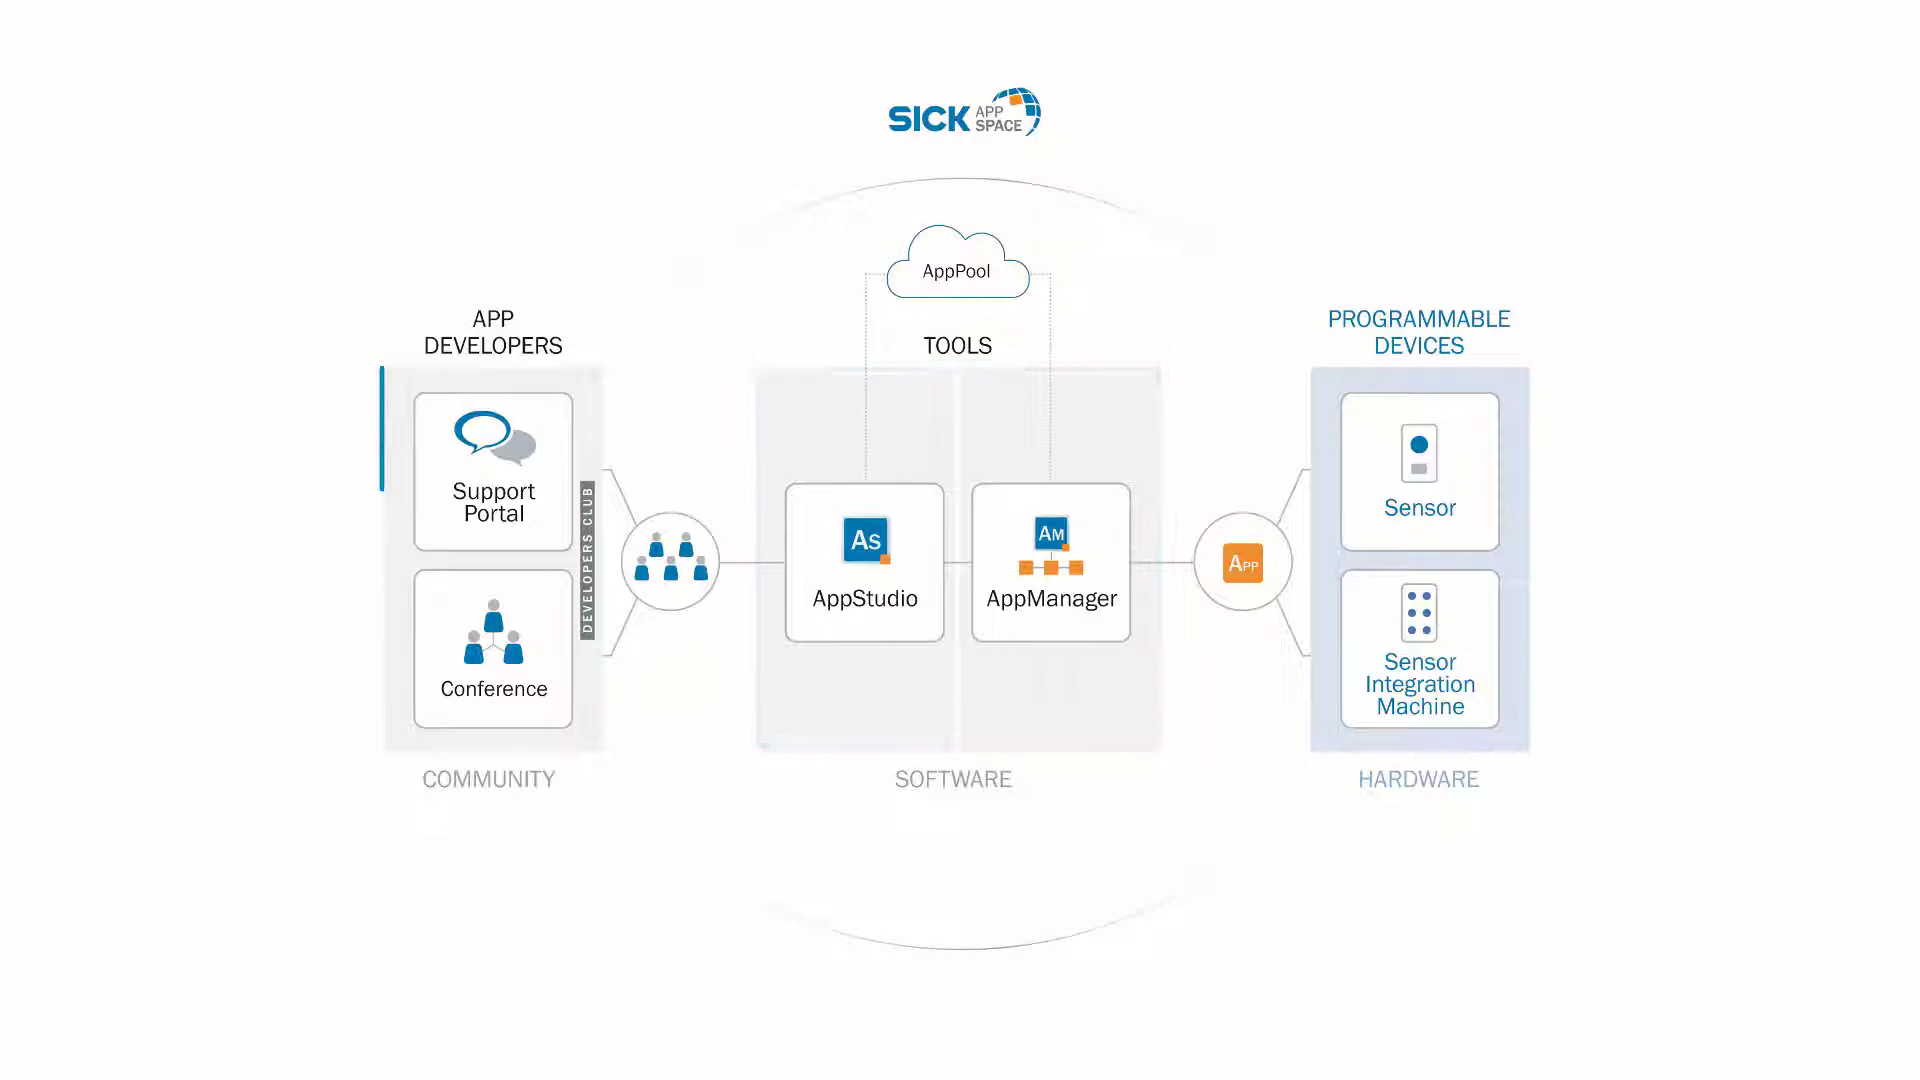 SICK APP
SPACE
AppPool
APP
DEVELOPERS
TOOLS
PROGRAMMABLE
DEVICES
Support
Portal
Conference
DEVELOPERS CLUB
As
AppStudio
AM
AppManager
APP
Sensor
Sensor
Integration
Machine
COMMUNITY
SOFTWARE
HARDWARE